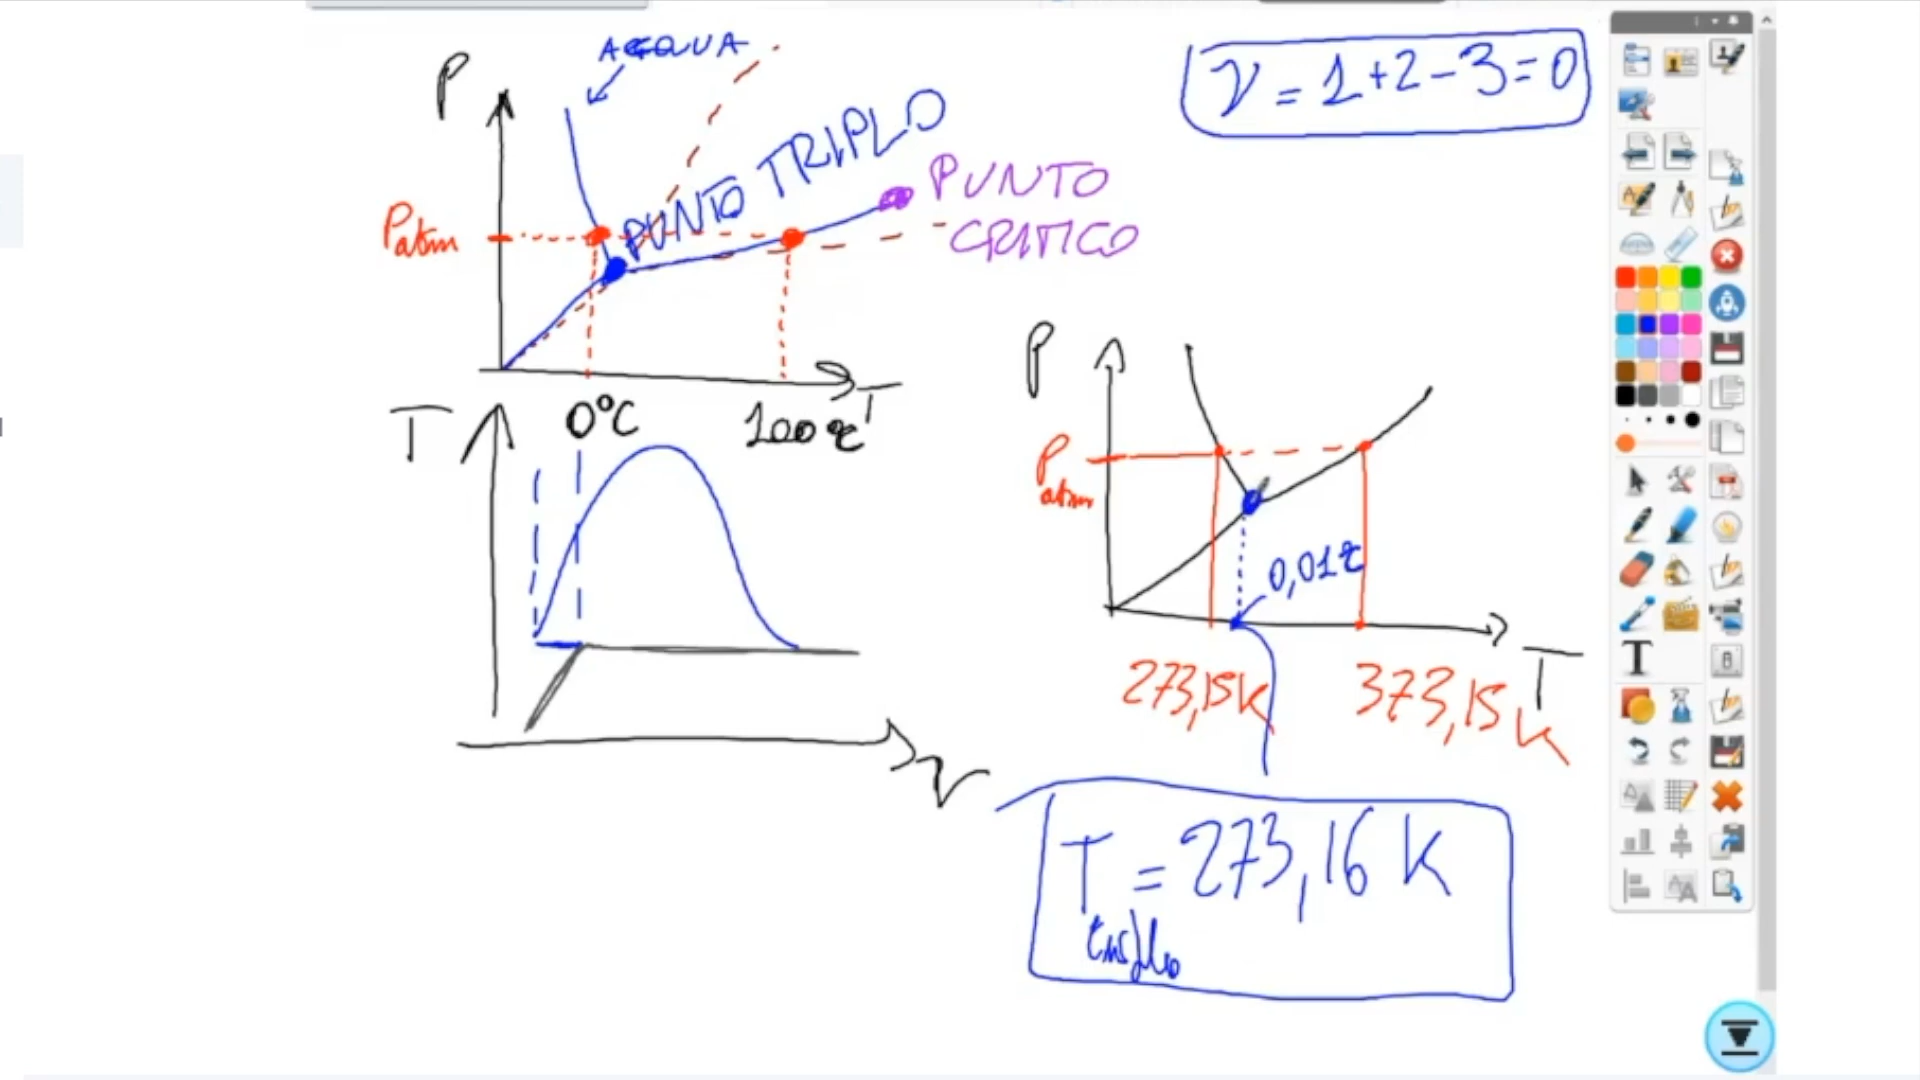 P
ACQUA
PUNTO TRIPLO
PUNTO
CRITICO
Patm
T
0°C
100°C
T
v
V = 1+2-3=0
P
Patm
0,01°C
T
273,15K
373,15K
T triplo = 273,16 K
T